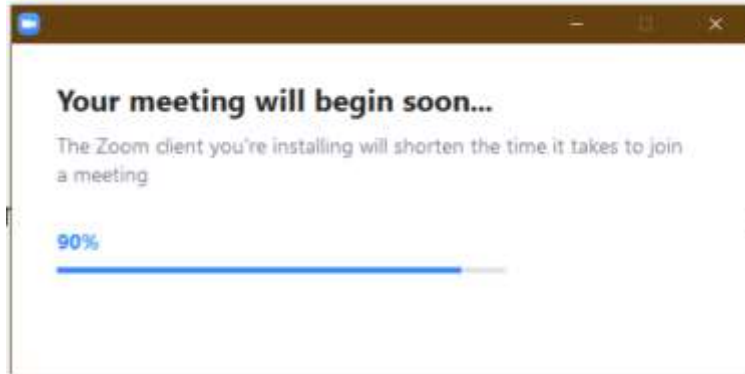 Your meeting will begin soon...
The Zoom client you're installing will shorten the time it takes to join
a meeting
90%